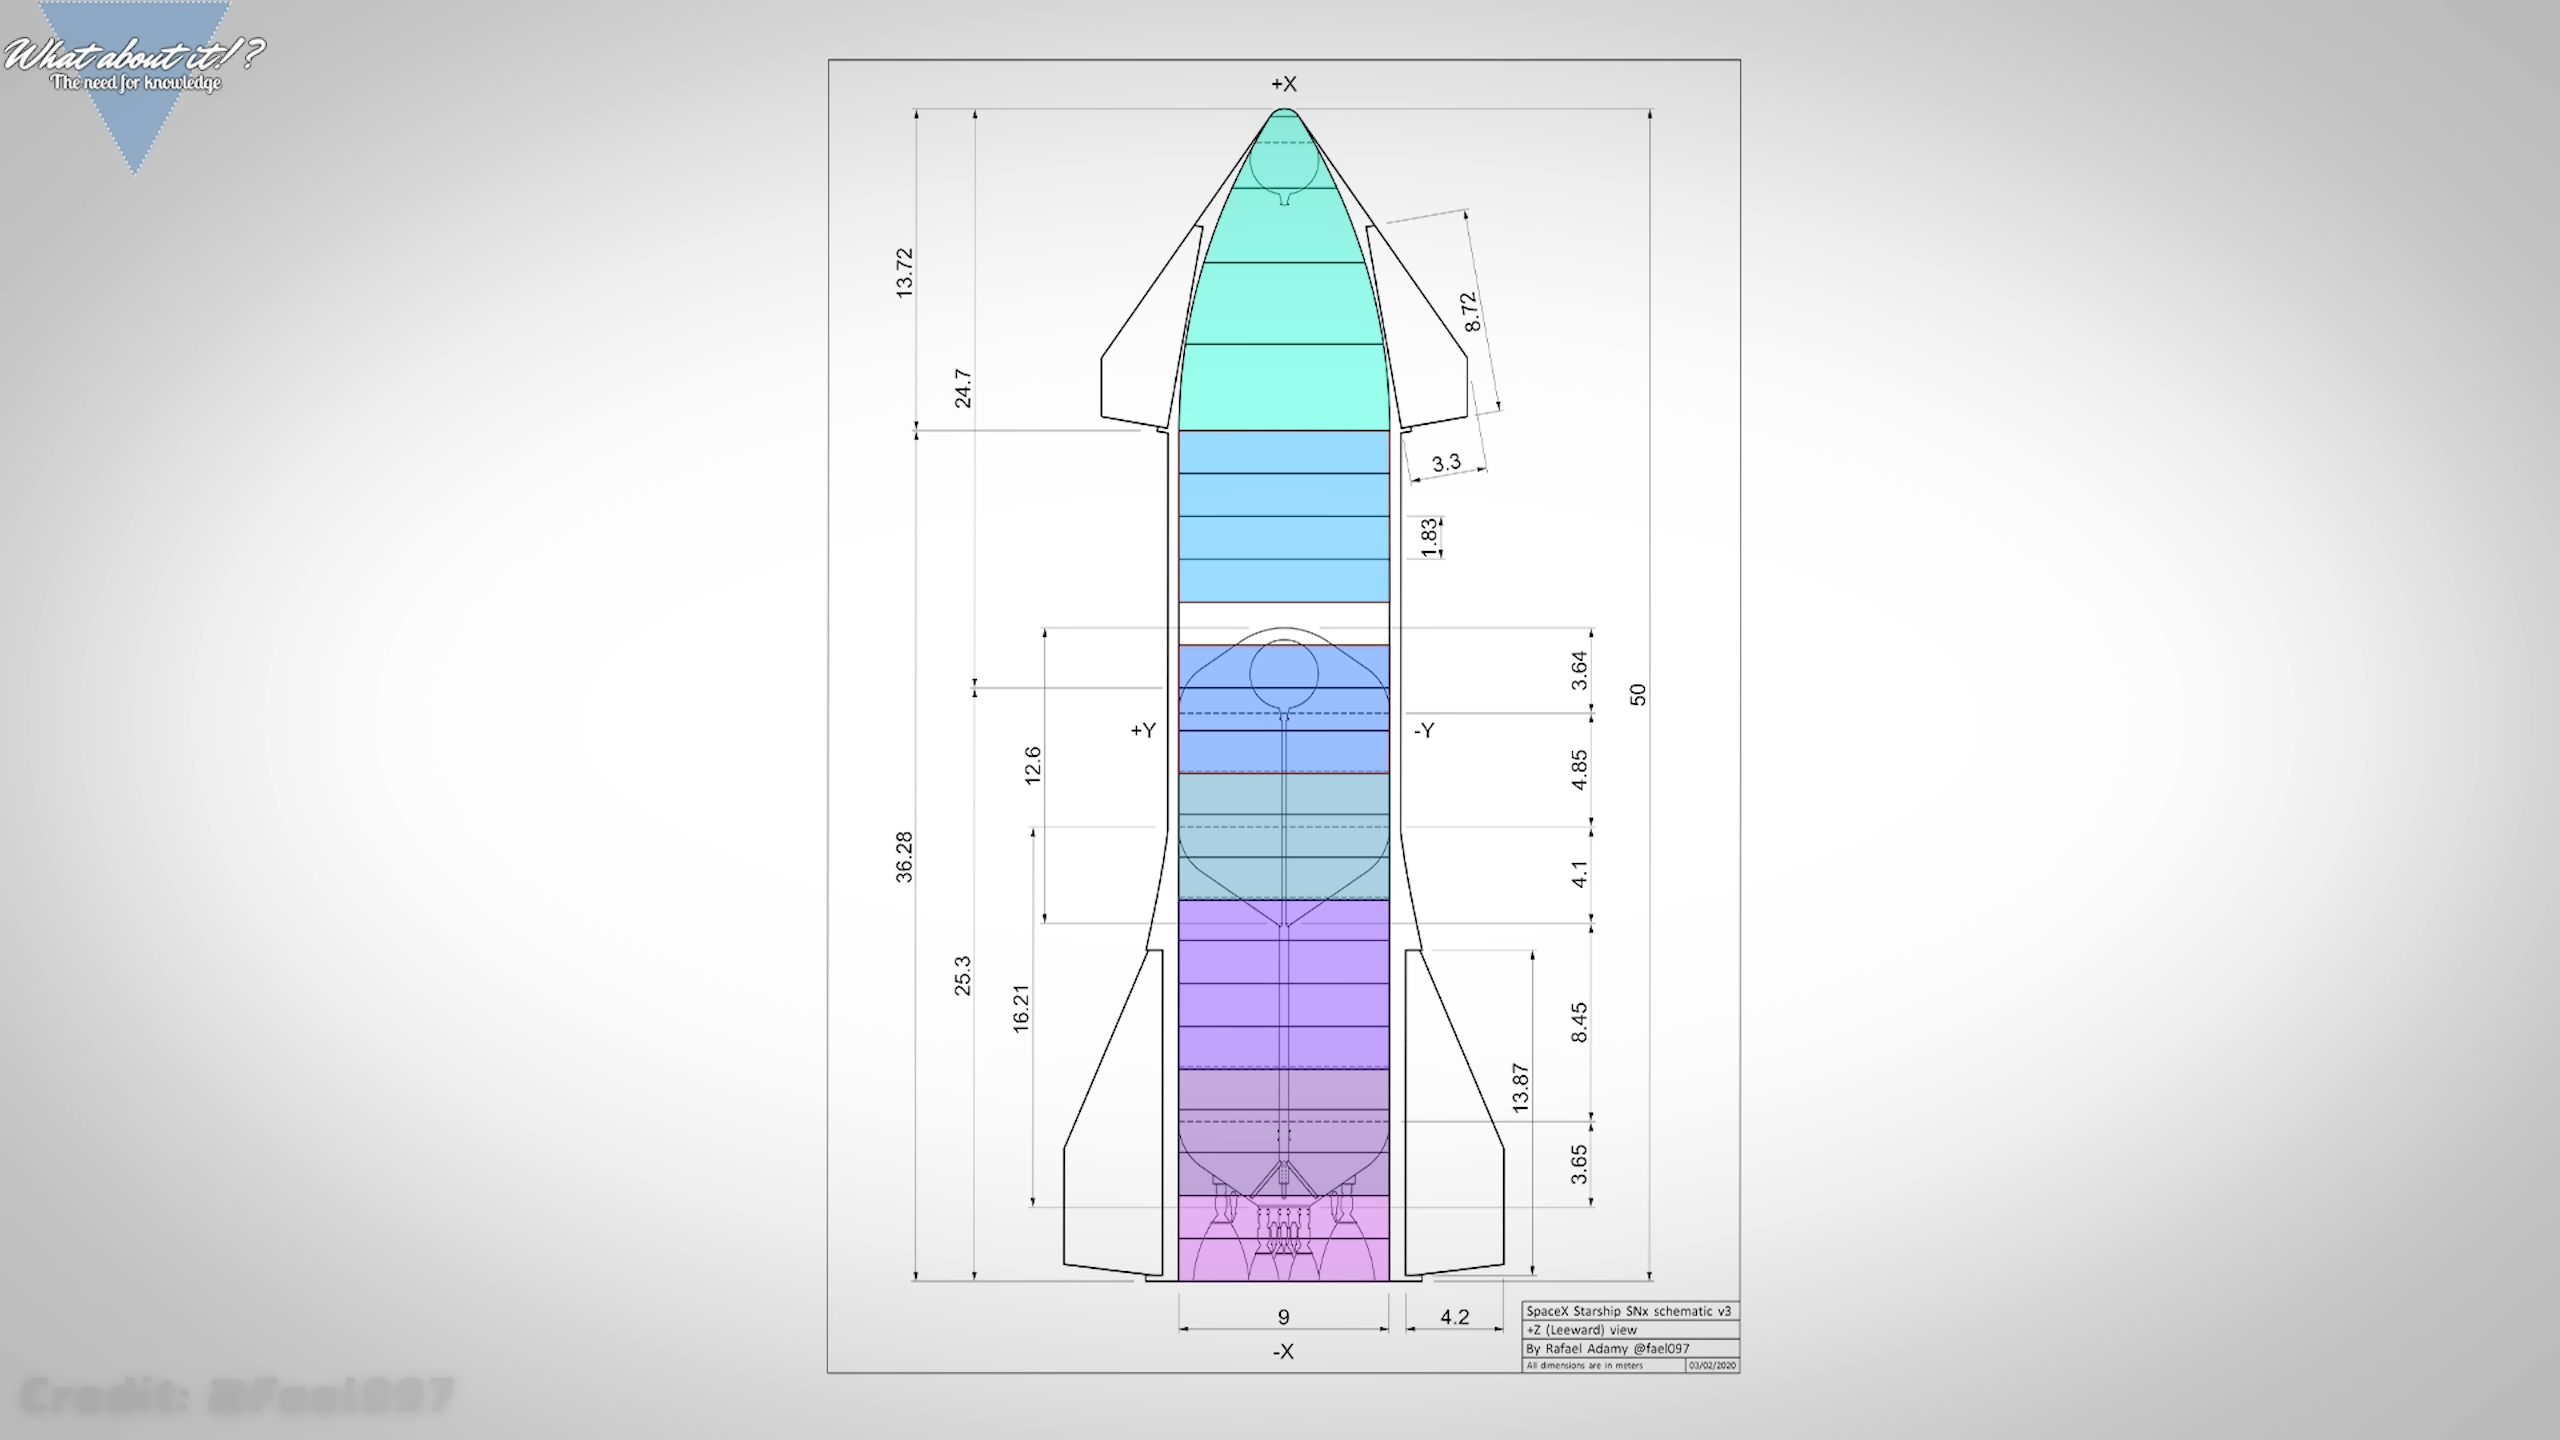 What about it!?
The need for knowledge
+X
13.72
24.7
8.72
3.3
1.83
3.64
50
+Y
-Y
12.6
4.85
36.28
4.1
25.3
16.21
8.45
13.87
3.65
9
4.2
-X
SpaceX Starship SNx schematic v3
+Z (Leeward) view
By Rafael Adamy @fael097
All dimensions are in meters
03/02/2020
Credit: @fael097